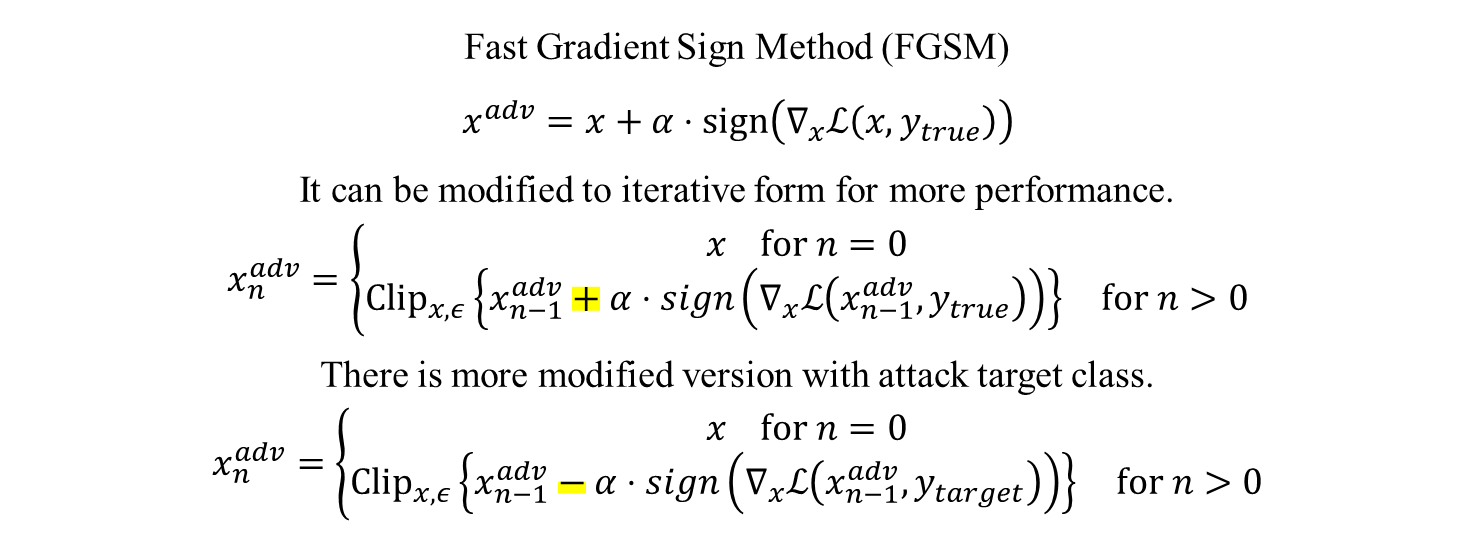 Fast Gradient Sign Method (FGSM)
x^{adv} = x + α · sign(∇_x ℒ(x, y_{true}))
It can be modified to iterative form for more performance.
x_n^{adv} = { x for n = 0
Clip_{x,ϵ} {x_{n−1}^{adv} + α · sign(∇_x ℒ(x_{n−1}^{adv}, y_{true}))} for n > 0
There is more modified version with attack target class.
x_n^{adv} = { x for n = 0
Clip_{x,ϵ} {x_{n−1}^{adv} − α · sign(∇_x ℒ(x_{n−1}^{adv}, y_{target}))} for n > 0